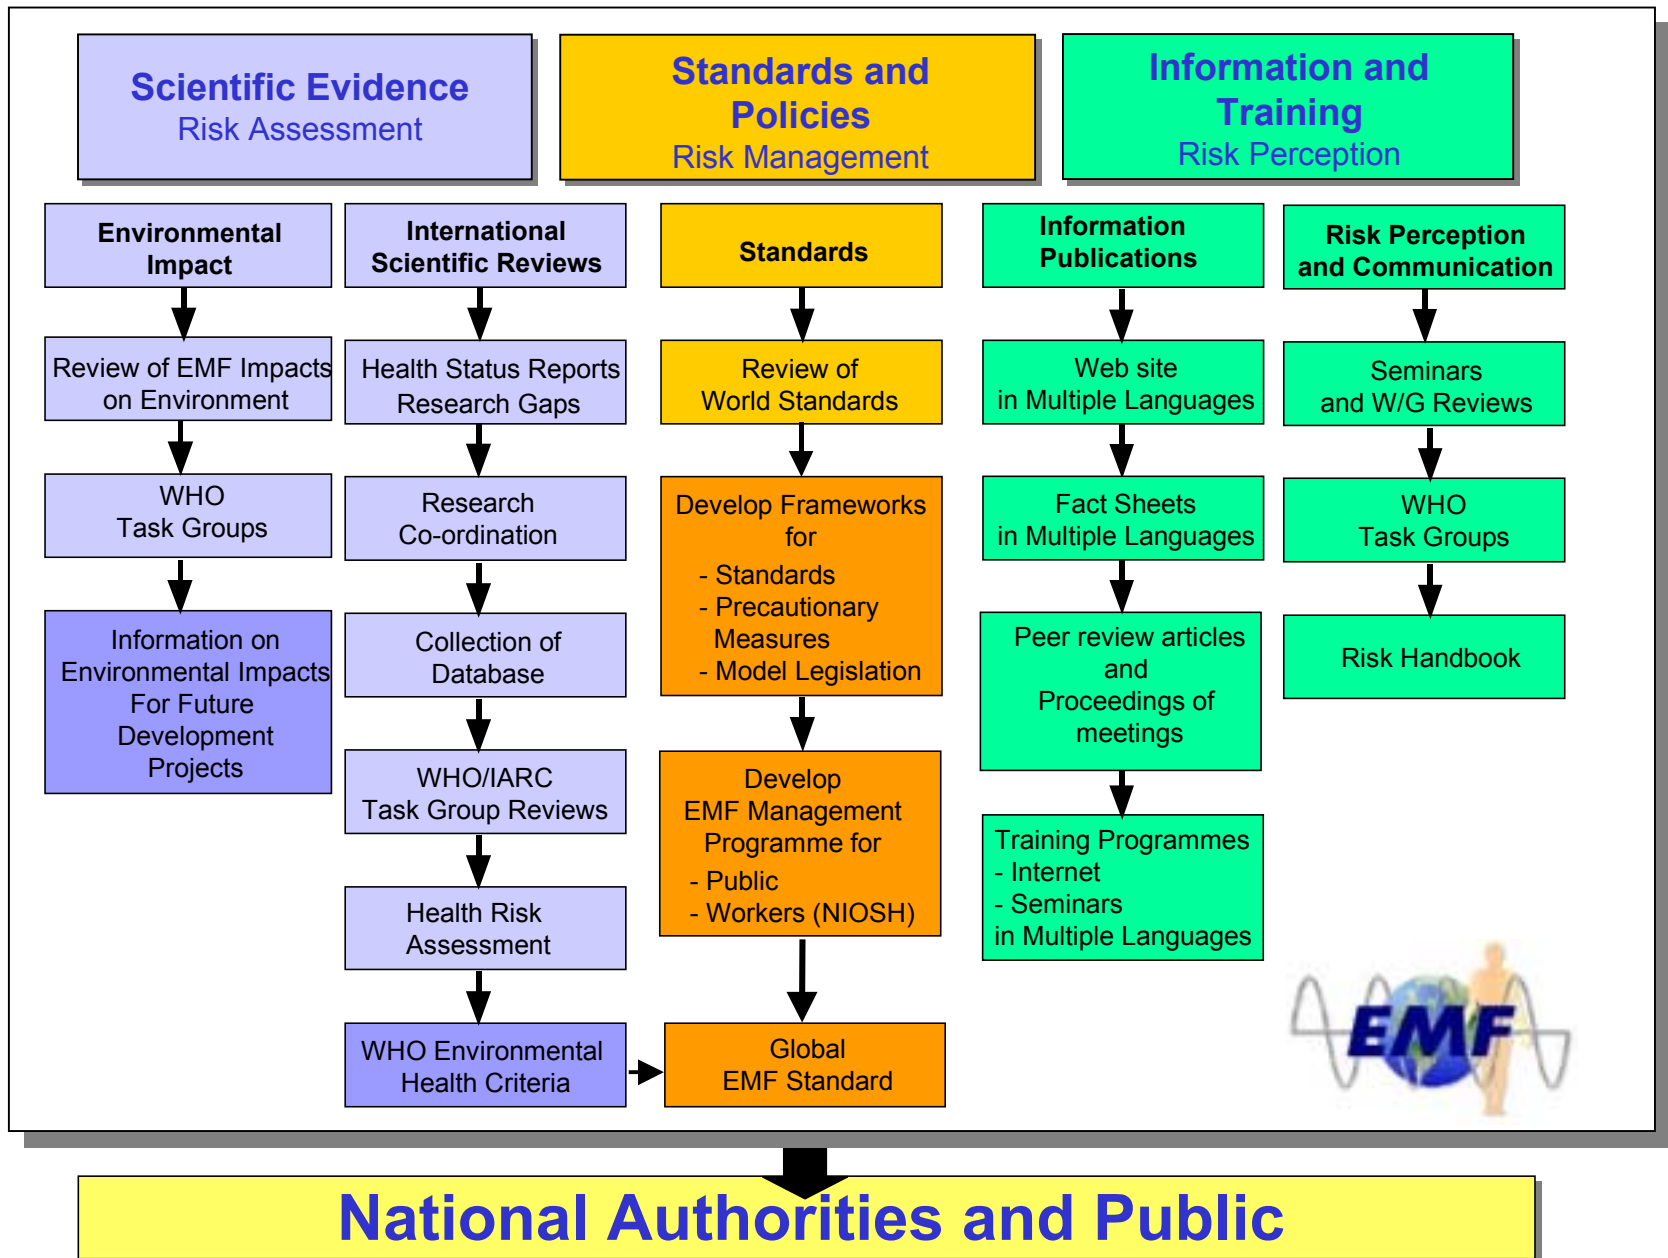 Scientific Evidence
Risk Assessment
Standards and
Policies
Risk Management
Information and
Training
Risk Perception
Environmental
Impact
Review of EMF Impacts
on Environment
WHO
Task Groups
Information on
Environmental Impacts
For Future
Development
Projects
International
Scientific Reviews
Health Status Reports
Research Gaps
Research
Co-ordination
Collection of
Database
WHO/IARC
Task Group Reviews
Health Risk
Assessment
WHO Environmental
Health Criteria
Standards
Review of
World Standards
Develop Frameworks
for
- Standards
- Precautionary
Measures
- Model Legislation
Develop
EMF Management
Programme for
- Public
- Workers (NIOSH)
Global
EMF Standard
Information
Publications
Web site
in Multiple Languages
Fact Sheets
in Multiple Languages
Peer review articles
and
Proceedings of
meetings
Training Programmes
- Internet
- Seminars
in Multiple Languages
Risk Perception
and Communication
Seminars
and W/G Reviews
WHO
Task Groups
Risk Handbook
EMF
National Authorities and Public